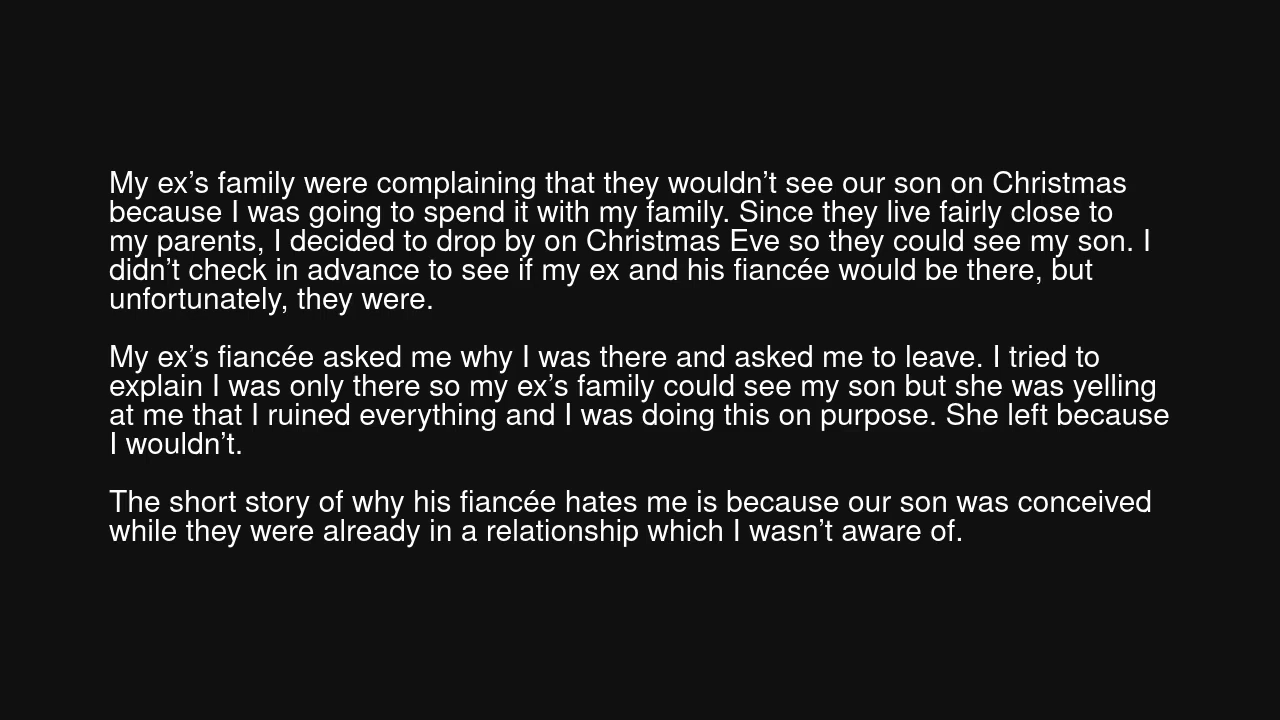 My ex’s family were complaining that they wouldn’t see our son on Christmas
because I was going to spend it with my family. Since they live fairly close to
my parents, I decided to drop by on Christmas Eve so they could see my son. I
didn’t check in advance to see if my ex and his fiancée would be there, but
unfortunately, they were.
My ex’s fiancée asked me why I was there and asked me to leave. I tried to
explain I was only there so my ex’s family could see my son but she was yelling
at me that I ruined everything and I was doing this on purpose. She left because
I wouldn’t.
The short story of why his fiancée hates me is because our son was conceived
while they were already in a relationship which I wasn’t aware of.